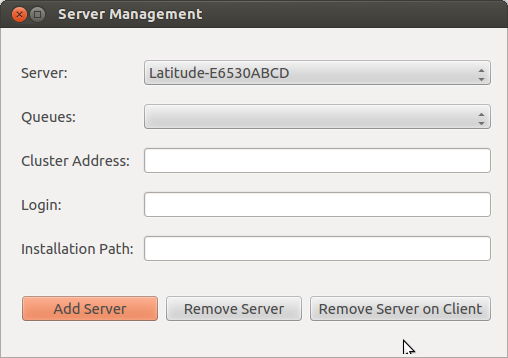 Server Management
Server: Latitude-E6530ABCD
Queues:
Cluster Address:
Login:
Installation Path:
Add Server Remove Server Remove Server on Client